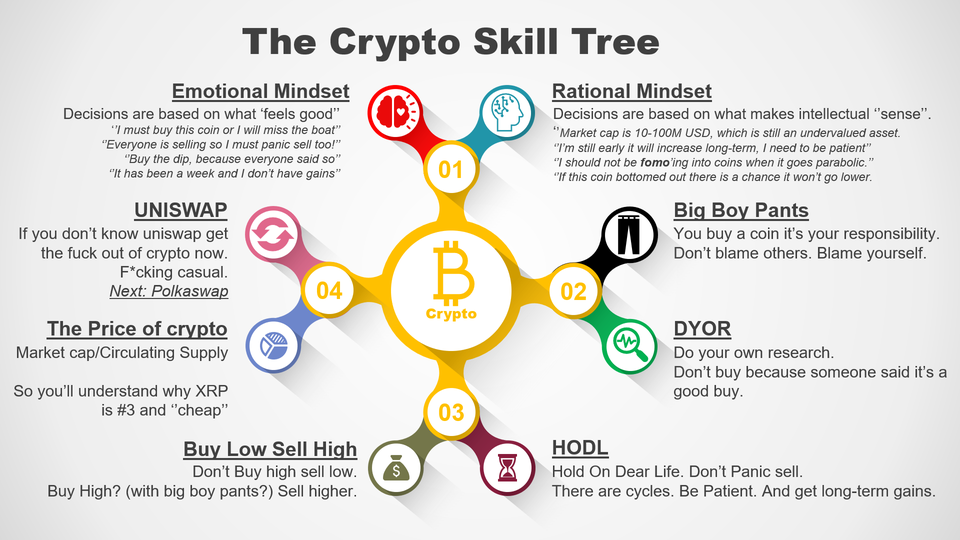 The Crypto Skill Tree
Emotional Mindset
Decisions are based on what ‘feels good’’
‘’I must buy this coin or I will miss the boat’’
‘’Everyone is selling so I must panic sell too!’’
‘’Buy the dip, because everyone said so’’
‘’It has been a week and I don’t have gains’’
Rational Mindset
Decisions are based on what makes intellectual ‘’sense’’.
‘’Market cap is 10-100M USD, which is still an undervalued asset.
‘’I’m still early it will increase long-term, I need to be patient’’
‘’I should not be fomo’ing into coins when it goes parabolic.’’
‘’If this coin bottomed out there is a chance it won’t go lower.
01
UNISWAP
If you don’t know uniswap get
the fuck out of crypto now.
F*cking casual.
Next: Polkaswap
Big Boy Pants
You buy a coin it’s your responsibility.
Don’t blame others. Blame yourself.
04
Crypto
02
The Price of crypto
Market cap/Circulating Supply
So you’ll understand why XRP
is #3 and ‘’cheap’’
DYOR
Do your own research.
Don’t buy because someone said it’s a
good buy.
03
Buy Low Sell High
Don’t Buy high sell low.
Buy High? (with big boy pants?) Sell higher.
$
HODL
Hold On Dear Life. Don’t Panic sell.
There are cycles. Be Patient. And get long-term gains.